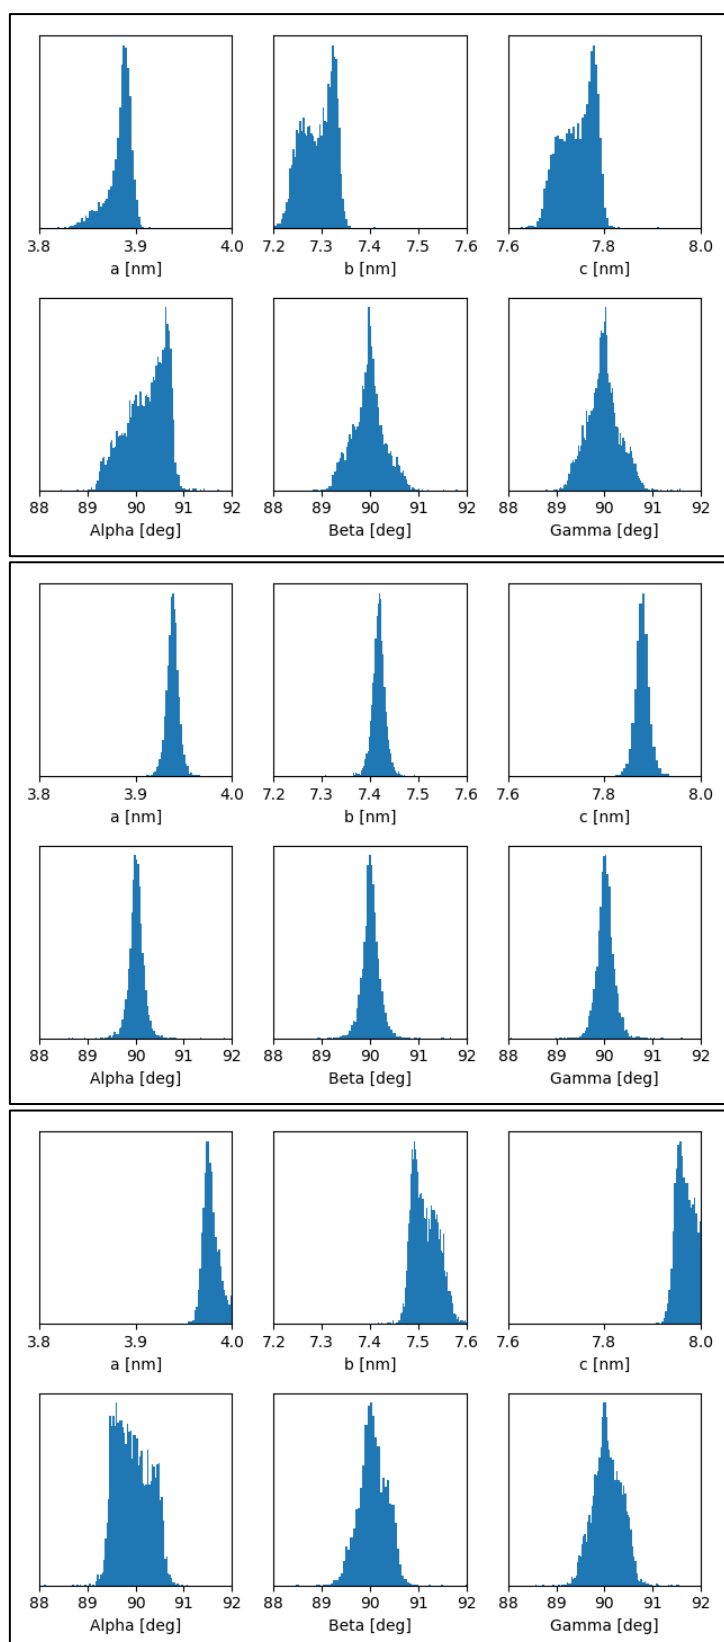 3.8 3.9 4.0 7.2 7.3 7.4 7.5 7.6 7.6 7.8 8.0
a [nm] b [nm] c [nm]
88 89 90 91 92 88 89 90 91 92 88 89 90 91 92
Alpha [deg] Beta [deg] Gamma [deg]
3.8 3.9 4.0 7.2 7.3 7.4 7.5 7.6 7.6 7.8 8.0
a [nm] b [nm] c [nm]
88 89 90 91 92 88 89 90 91 92 88 89 90 91 92
Alpha [deg] Beta [deg] Gamma [deg]
3.8 3.9 4.0 7.2 7.3 7.4 7.5 7.6 7.6 7.8 8.0
a [nm] b [nm] c [nm]
88 89 90 91 92 88 89 90 91 92 88 89 90 91 92
Alpha [deg] Beta [deg] Gamma [deg]